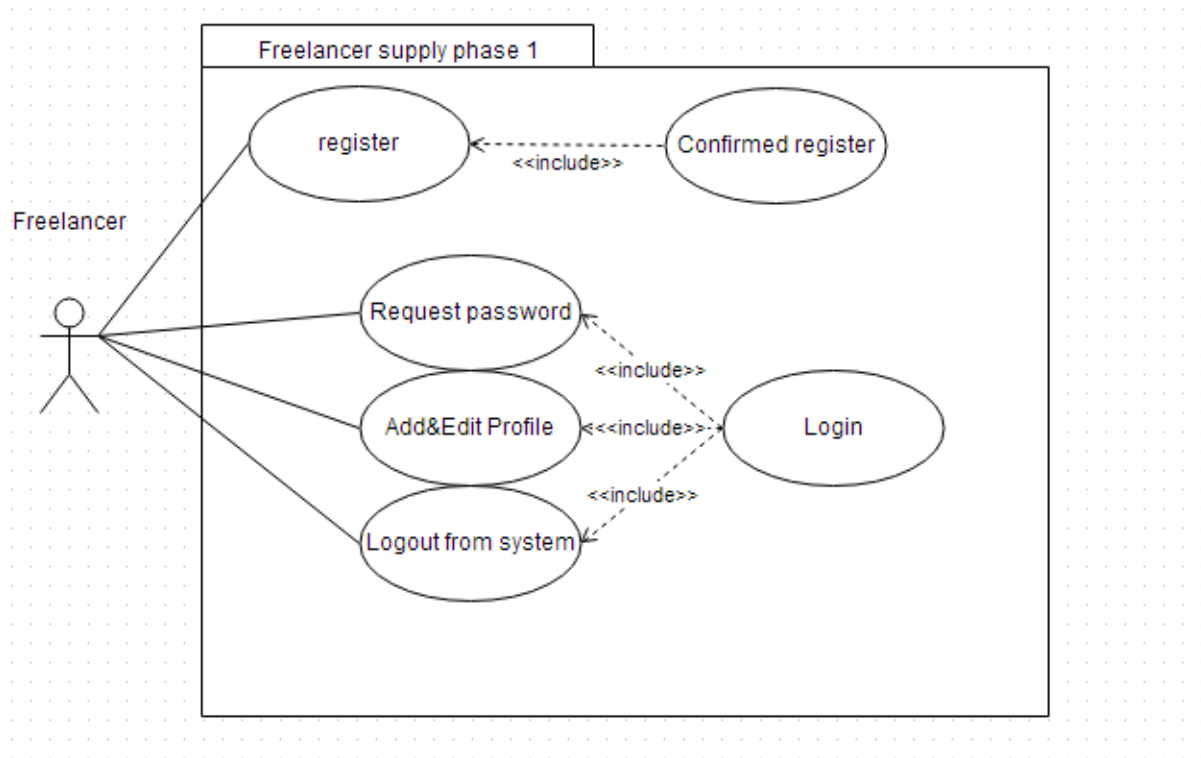 Freelancer supply phase 1
register
Confirmed register
<<include>>
Freelancer
Request password
<<include>>
Add&Edit Profile
<<include>>
Login
<<include>>
Logout from system